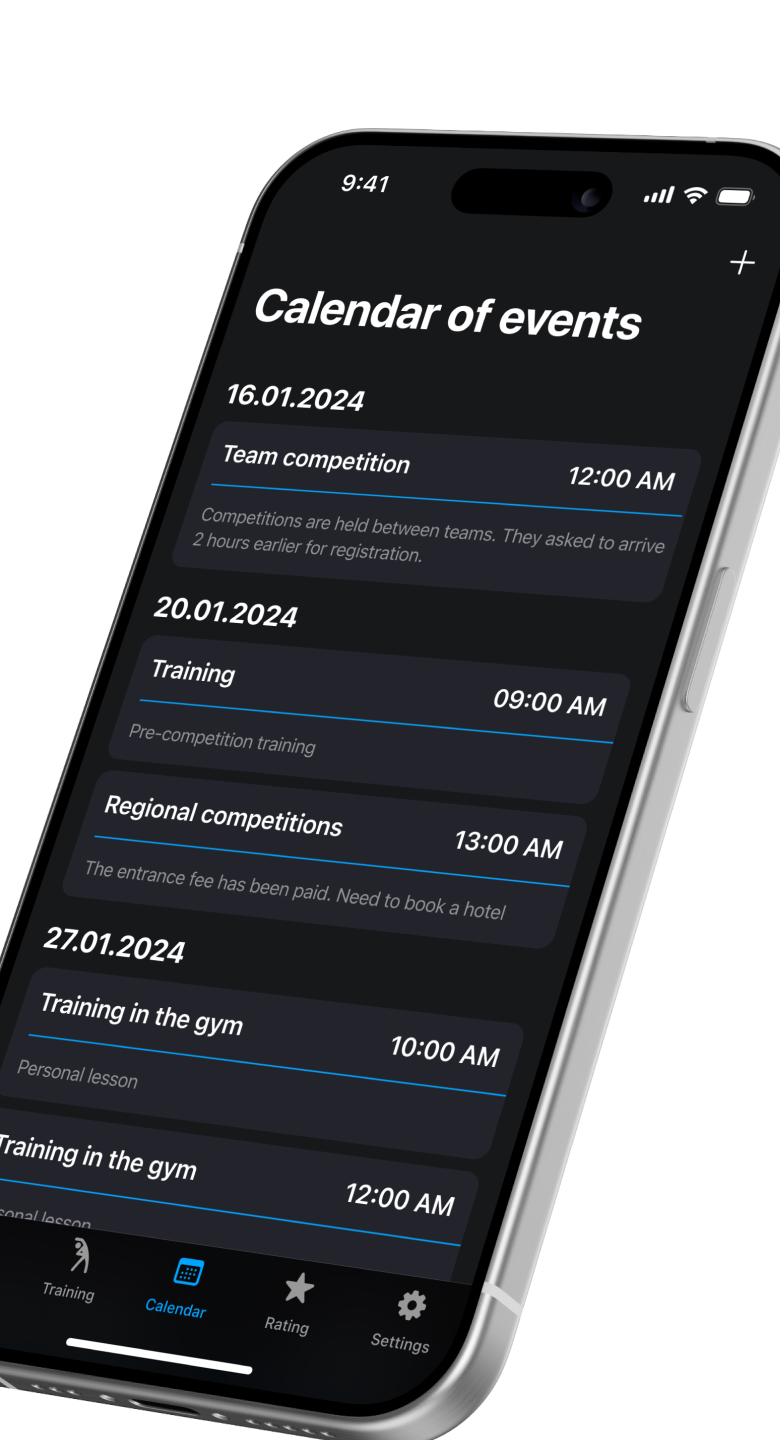 9:41
Calendar of events
16.01.2024
Team competition 12:00 AM
Competitions are held between teams. They asked to arrive
2 hours earlier for registration.
20.01.2024
Training 09:00 AM
Pre-competition training
Regional competitions 13:00 AM
The entrance fee has been paid. Need to book a hotel
27.01.2024
Training in the gym 10:00 AM
Personal lesson
Training in the gym 12:00 AM
lesson
Training
Calendar
Rating
Settings